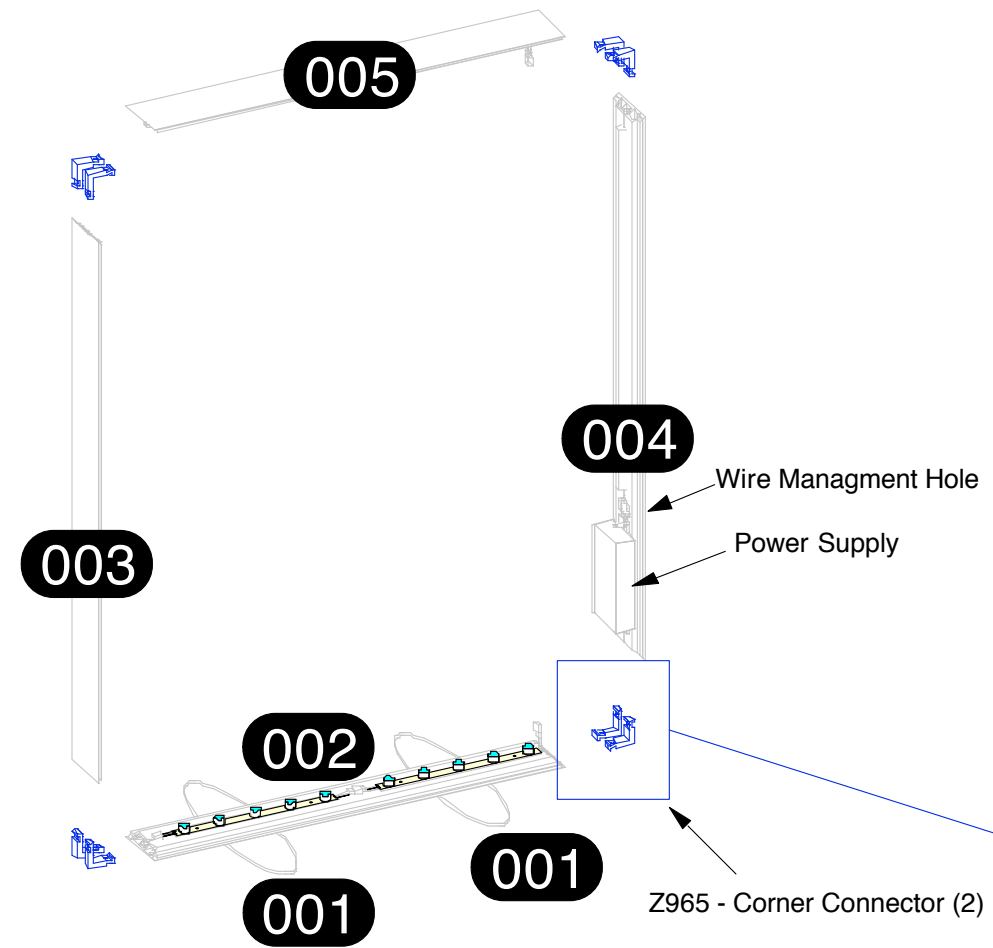 005
004
Wire Managment Hole
Power Supply
003
002
001
001
Z965 - Corner Connector (2)